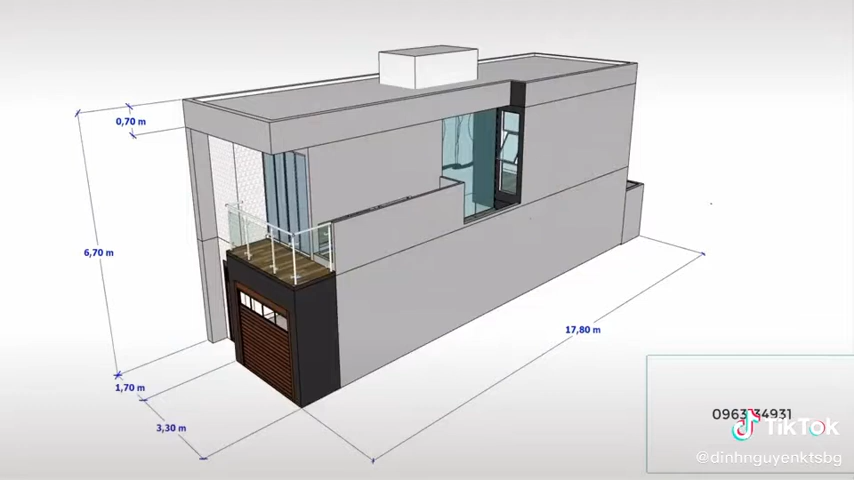 0,70 m
6,70 m
17,80 m
1,70 m
3,30 m
TikTok
@dinhnguyenktsbg